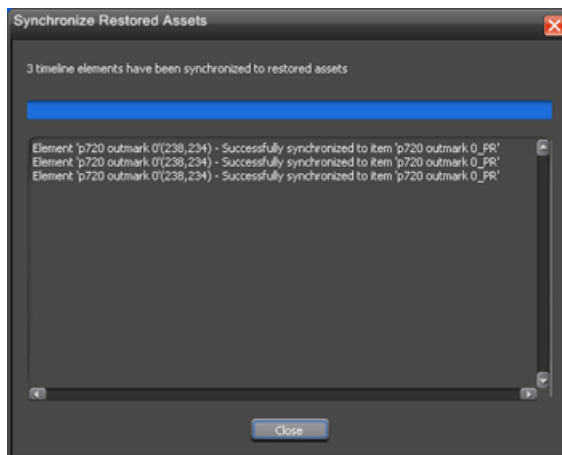 Synchronize Restored Assets
3 timeline elements have been synchronized to restored assets
Element 'p720 outmark 0'(238,234) - Successfully synchronized to item 'p720 outmark 0_PR'
Element 'p720 outmark 0'(238,234) - Successfully synchronized to item 'p720 outmark 0_PR'
Element 'p720 outmark 0'(238,234) - Successfully synchronized to item 'p720 outmark 0_PR'
Close